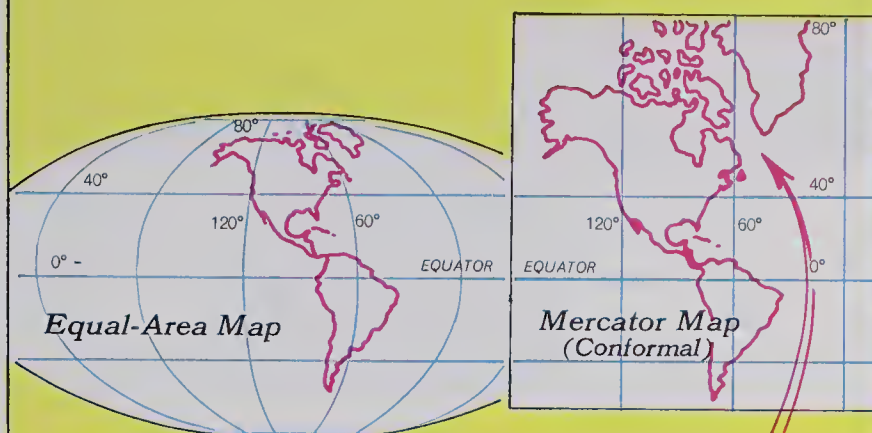 80°
40°
120°
60°
0° -
EQUATOR
Equal-Area Map
80°
40°
120°
60°
EQUATOR
0°
Mercator Map
(Conformal)